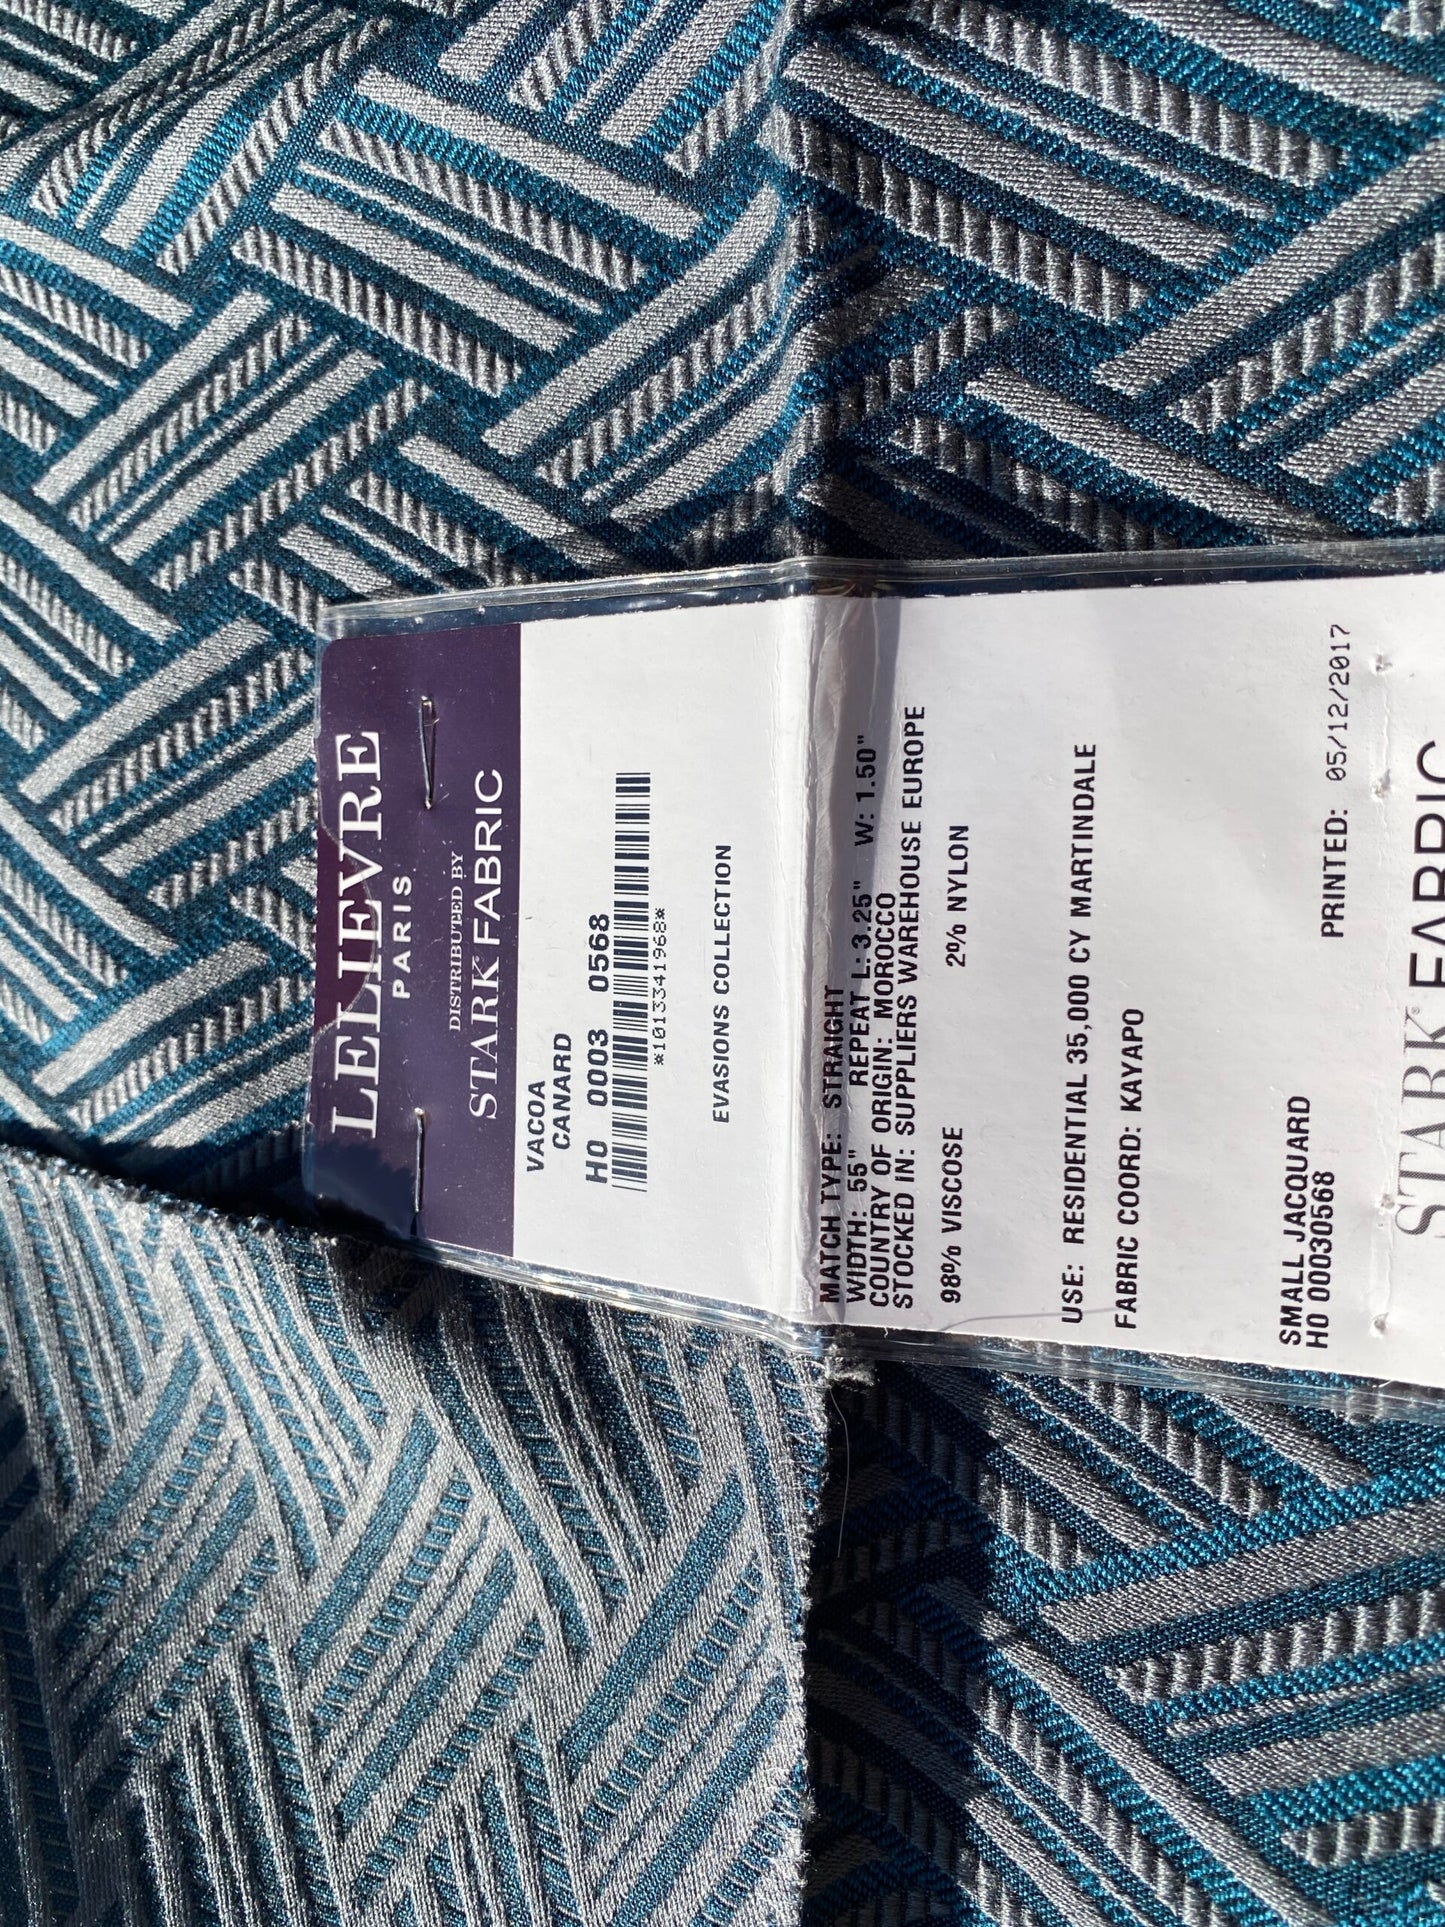 LELIEVRE
PARIS
DISTRIBUTED BY
STARK FABRIC
VACOA
CANARD
H0 0003 0568
*1013341968*
EVASIONS COLLECTION
MATCH TYPE: STRAIGHT
WIDTH: 55" REPEAT L: 3.25" W: 1.50"
COUNTRY OF ORIGIN: MOROCCO
STOCKED IN: SUPPLIERS WAREHOUSE EUROPE
98% VISCOSE 2% NYLON
USE: RESIDENTIAL 35,000 CY MARTINDALE
FABRIC COORD: KAYAPO
SMALL JACQUARD
H0 00030568
PRINTED: 05/12/2017
STARK FABRIC